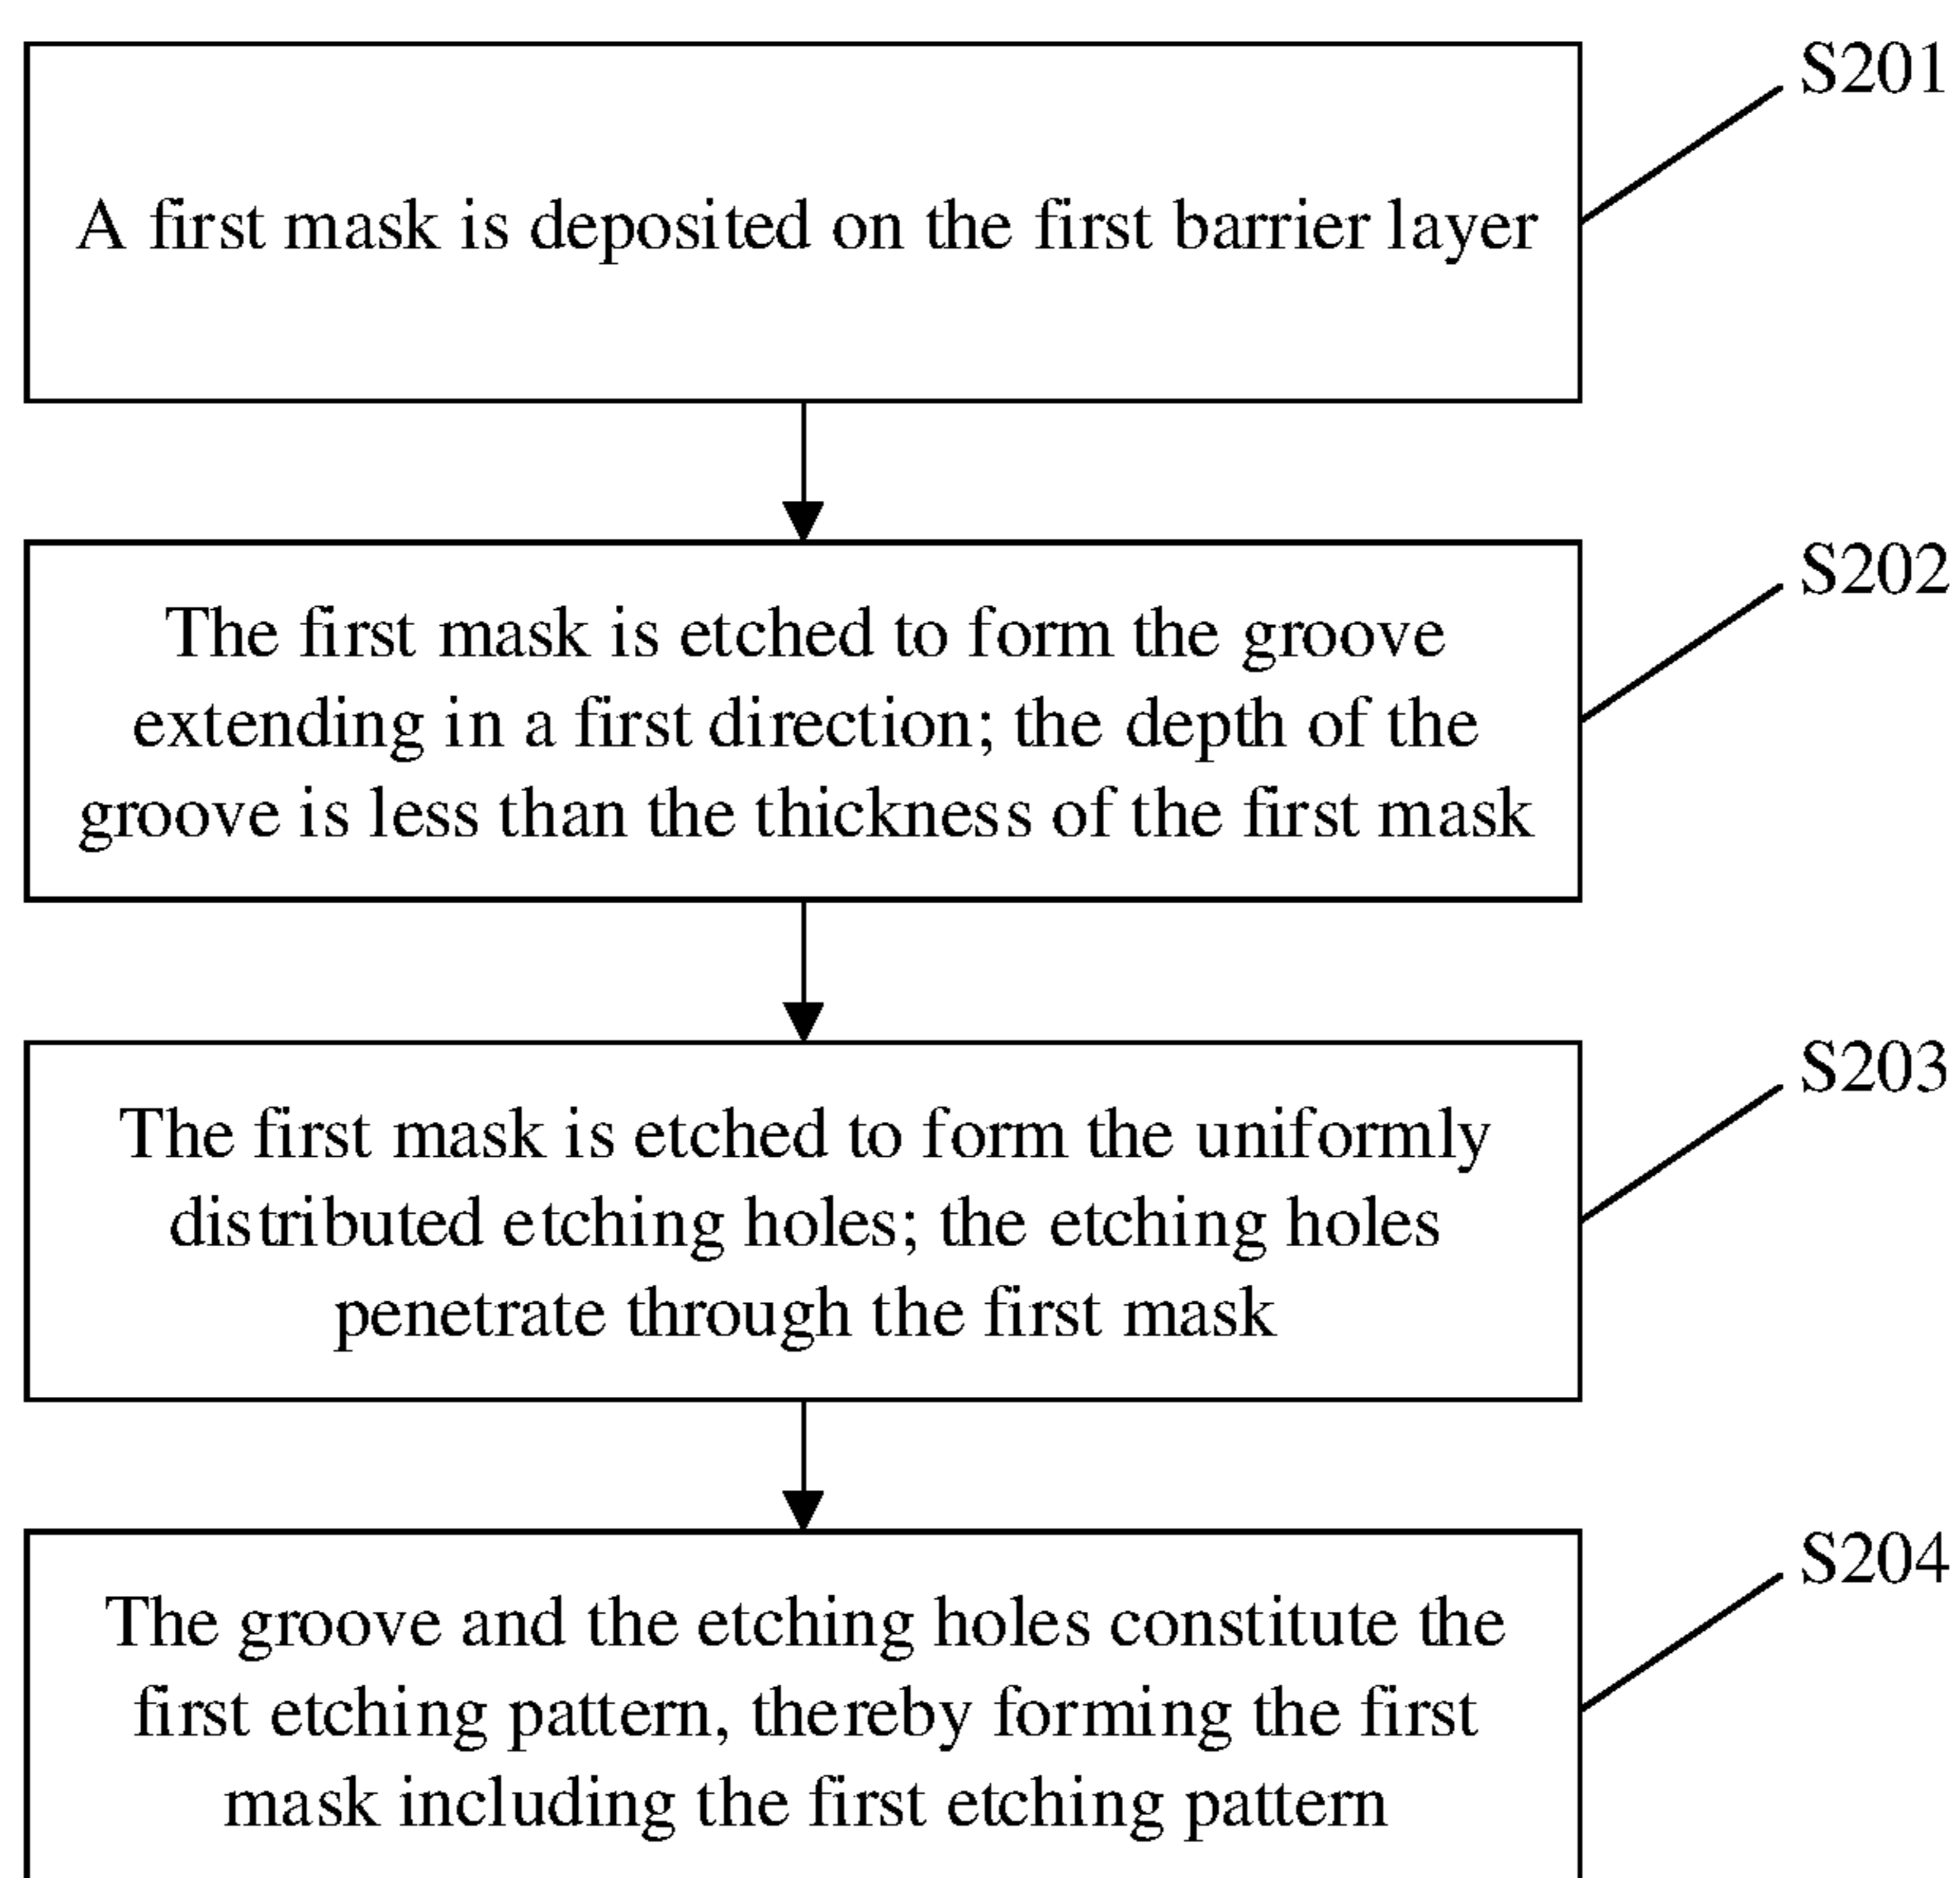 S201
A first mask is deposited on the first barrier layer
S202
The first mask is etched to form the groove
extending in a first direction; the depth of the
groove is less than the thickness of the first mask
S203
The first mask is etched to form the uniformly
distributed etching holes; the etching holes
penetrate through the first mask
S204
The groove and the etching holes constitute the
first etching pattern, thereby forming the first
mask including the first etching pattern